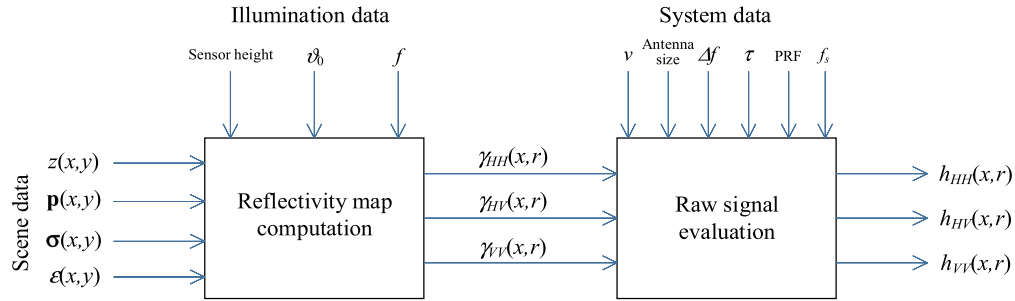 Illumination data
System data
Sensor height
ϑ0
f
v
Antenna size
Δf
τ
PRF
fs
Scene data
z(x,y)
p(x,y)
σ(x,y)
ε(x,y)
Reflectivity map
computation
γHH(x,r)
γHV(x,r)
γVV(x,r)
Raw signal
evaluation
hHH(x,r)
hHV(x,r)
hVV(x,r)